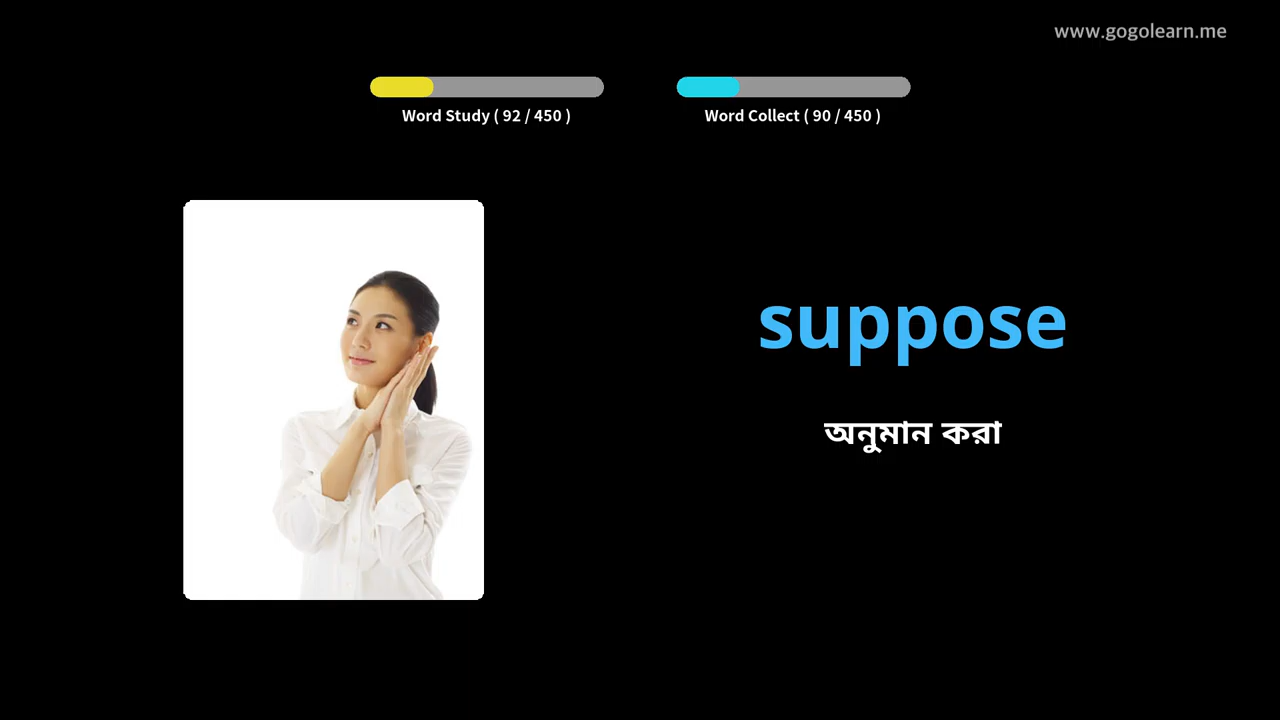 www.gogolearn.me
Word Study ( 92 / 450 )
Word Collect ( 90 / 450 )
suppose
অনুমান করা